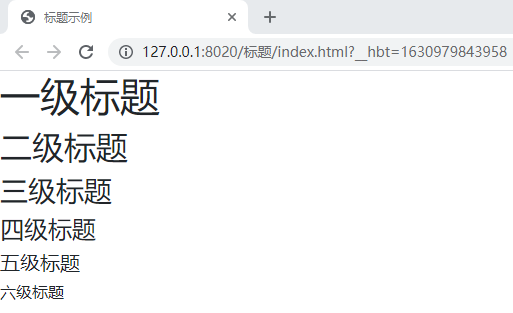 标题示例
127.0.0.1:8020/标题/index.html?__hbt=1630979843958
一级标题
二级标题
三级标题
四级标题
五级标题
六级标题